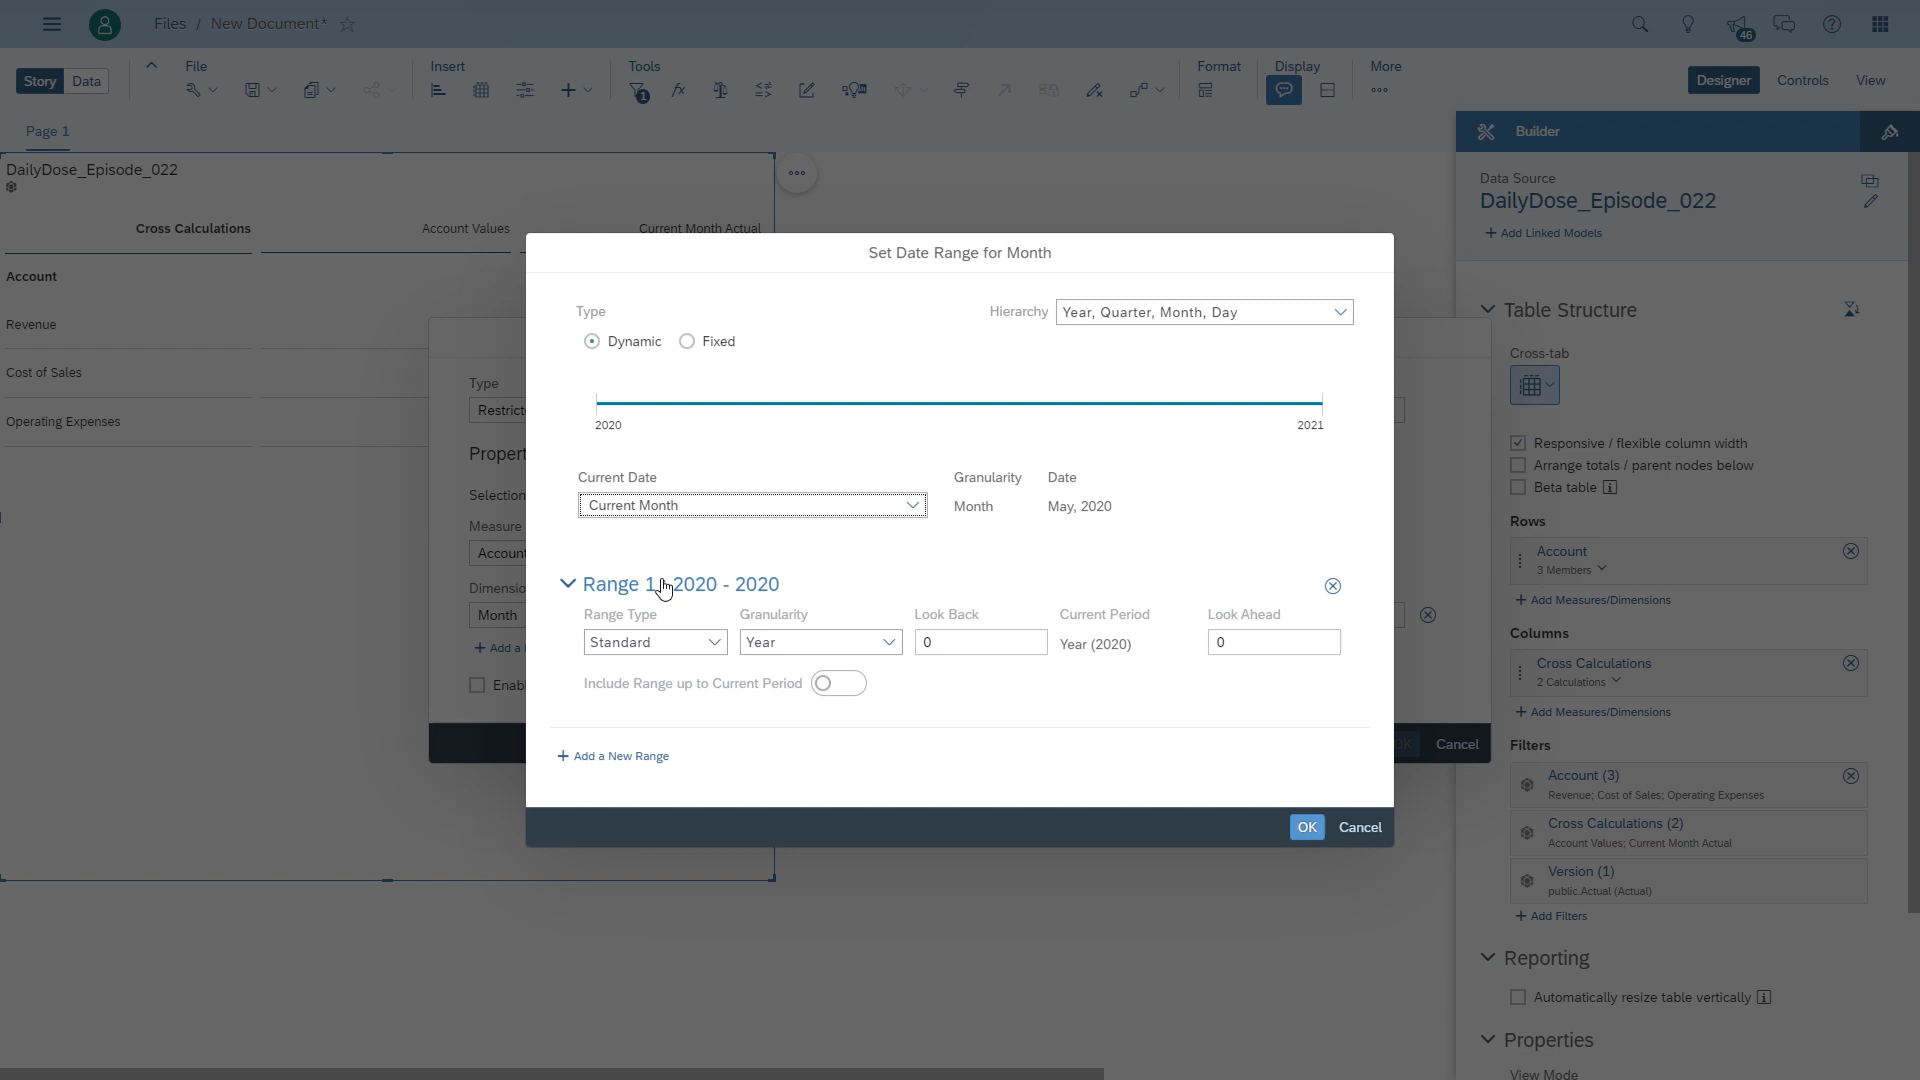 Files / New Document*
46
Story Data
File
Insert
Tools
Format
Display
More
Designer Controls View
1
Page 1
Builder
DailyDose_Episode_022
Cross Calculations Account Values Current Month Actual
Account
Revenue
Cost of Sales
Operating Expenses
Type
Restrict
Propert
Selection
Measure
Account
Dimensio
Month
+ Add a
Enab
OK Cancel
Set Date Range for Month
Type
Hierarchy Year, Quarter, Month, Day
Dynamic Fixed
2020 2021
Current Date Granularity Date
Current Month Month May, 2020
Range 1 2020 - 2020
Range Type Granularity Look Back Current Period Look Ahead
Standard Year 0 Year (2020) 0
Include Range up to Current Period
+ Add a New Range
OK Cancel
Data Source
DailyDose_Episode_022
+ Add Linked Models
Table Structure
Cross-tab
Responsive / flexible column width
Arrange totals / parent nodes below
Beta table
Rows
Account
3 Members
+ Add Measures/Dimensions
Columns
Cross Calculations
2 Calculations
+ Add Measures/Dimensions
Filters
Account (3)
Revenue; Cost of Sales; Operating Expenses
Cross Calculations (2)
Account Values; Current Month Actual
Version (1)
public.Actual (Actual)
+ Add Filters
Reporting
Automatically resize table vertically
Properties
View Mode